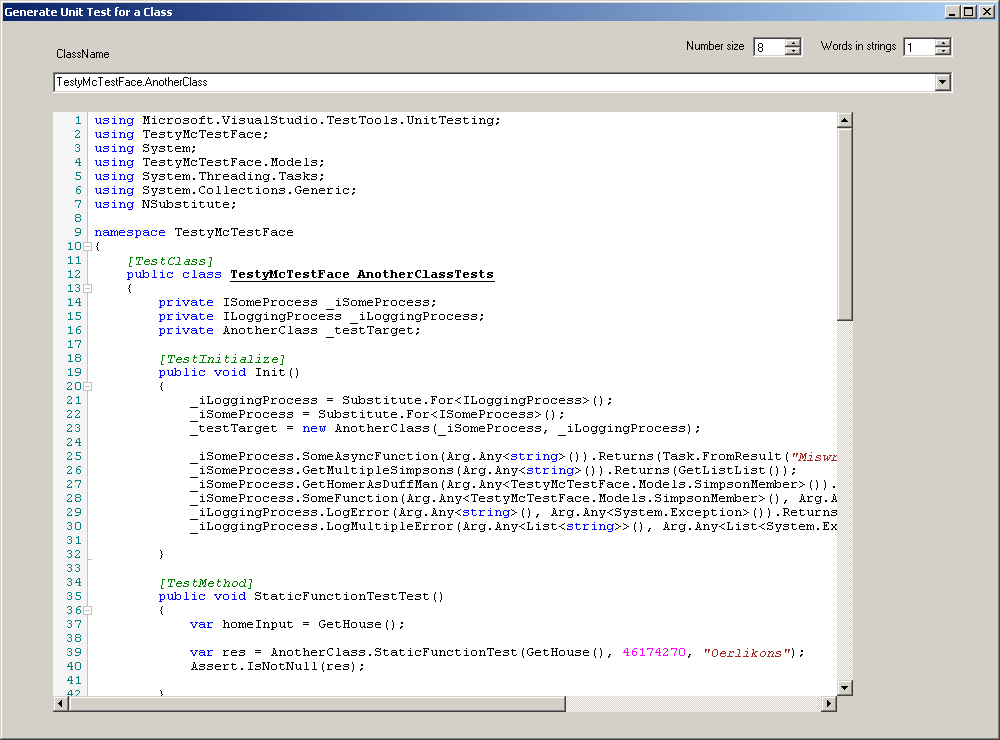 Generate Unit Test for a Class
ClassName
Number size 8 Words in strings 1
TestyMcTestFace.AnotherClass
1 using Microsoft.VisualStudio.TestTools.UnitTesting;
2 using TestyMcTestFace;
3 using System;
4 using TestyMcTestFace.Models;
5 using System.Threading.Tasks;
6 using System.Collections.Generic;
7 using NSubstitute;
8
9 namespace TestyMcTestFace
10 {
11 [TestClass]
12 public class TestyMcTestFace_AnotherClassTests
13 {
14 private ISomeProcess _iSomeProcess;
15 private ILoggingProcess _iLoggingProcess;
16 private AnotherClass _testTarget;
17
18 [TestInitialize]
19 public void Init()
20 {
21 _iLoggingProcess = Substitute.For<ILoggingProcess>();
22 _iSomeProcess = Substitute.For<ISomeProcess>();
23 _testTarget = new AnotherClass(_iSomeProcess, _iLoggingProcess);
24
25 _iSomeProcess.SomeAsyncFunction(Arg.Any<string>()).Returns(Task.FromResult("Miswr
26 _iSomeProcess.GetMultipleSimpsons(Arg.Any<string>()).Returns(GetListList());
27 _iSomeProcess.GetHomerAsDuffMan(Arg.Any<TestyMcTestFace.Models.SimpsonMember>()).
28 _iSomeProcess.SomeFunction(Arg.Any<TestyMcTestFace.Models.SimpsonMember>(), Arg.A
29 _iLoggingProcess.LogError(Arg.Any<string>(), Arg.Any<System.Exception>()).Returns
30 _iLoggingProcess.LogMultipleError(Arg.Any<List<string>>(), Arg.Any<List<System.Ex
31
32 }
33
34 [TestMethod]
35 public void StaticFunctionTestTest()
36 {
37 var homeInput = GetHouse();
38
39 var res = AnotherClass.StaticFunctionTest(GetHouse(), 46174270, "Oerlikons");
40 Assert.IsNotNull(res);
41
42 }